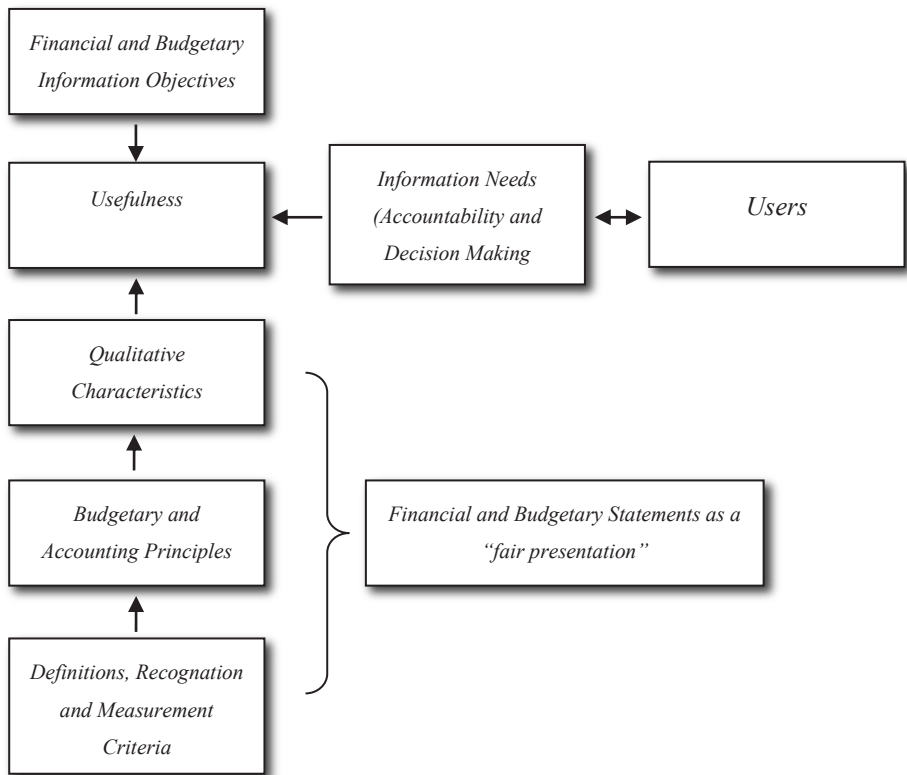 Financial and Budgetary
Information Objectives
Usefulness
Information Needs
(Accountability and
Decision Making
Users
Qualitative
Characteristics
Budgetary and
Accounting Principles
Financial and Budgetary Statements as a
“fair presentation”
Definitions, Recognation
and Measurement
Criteria